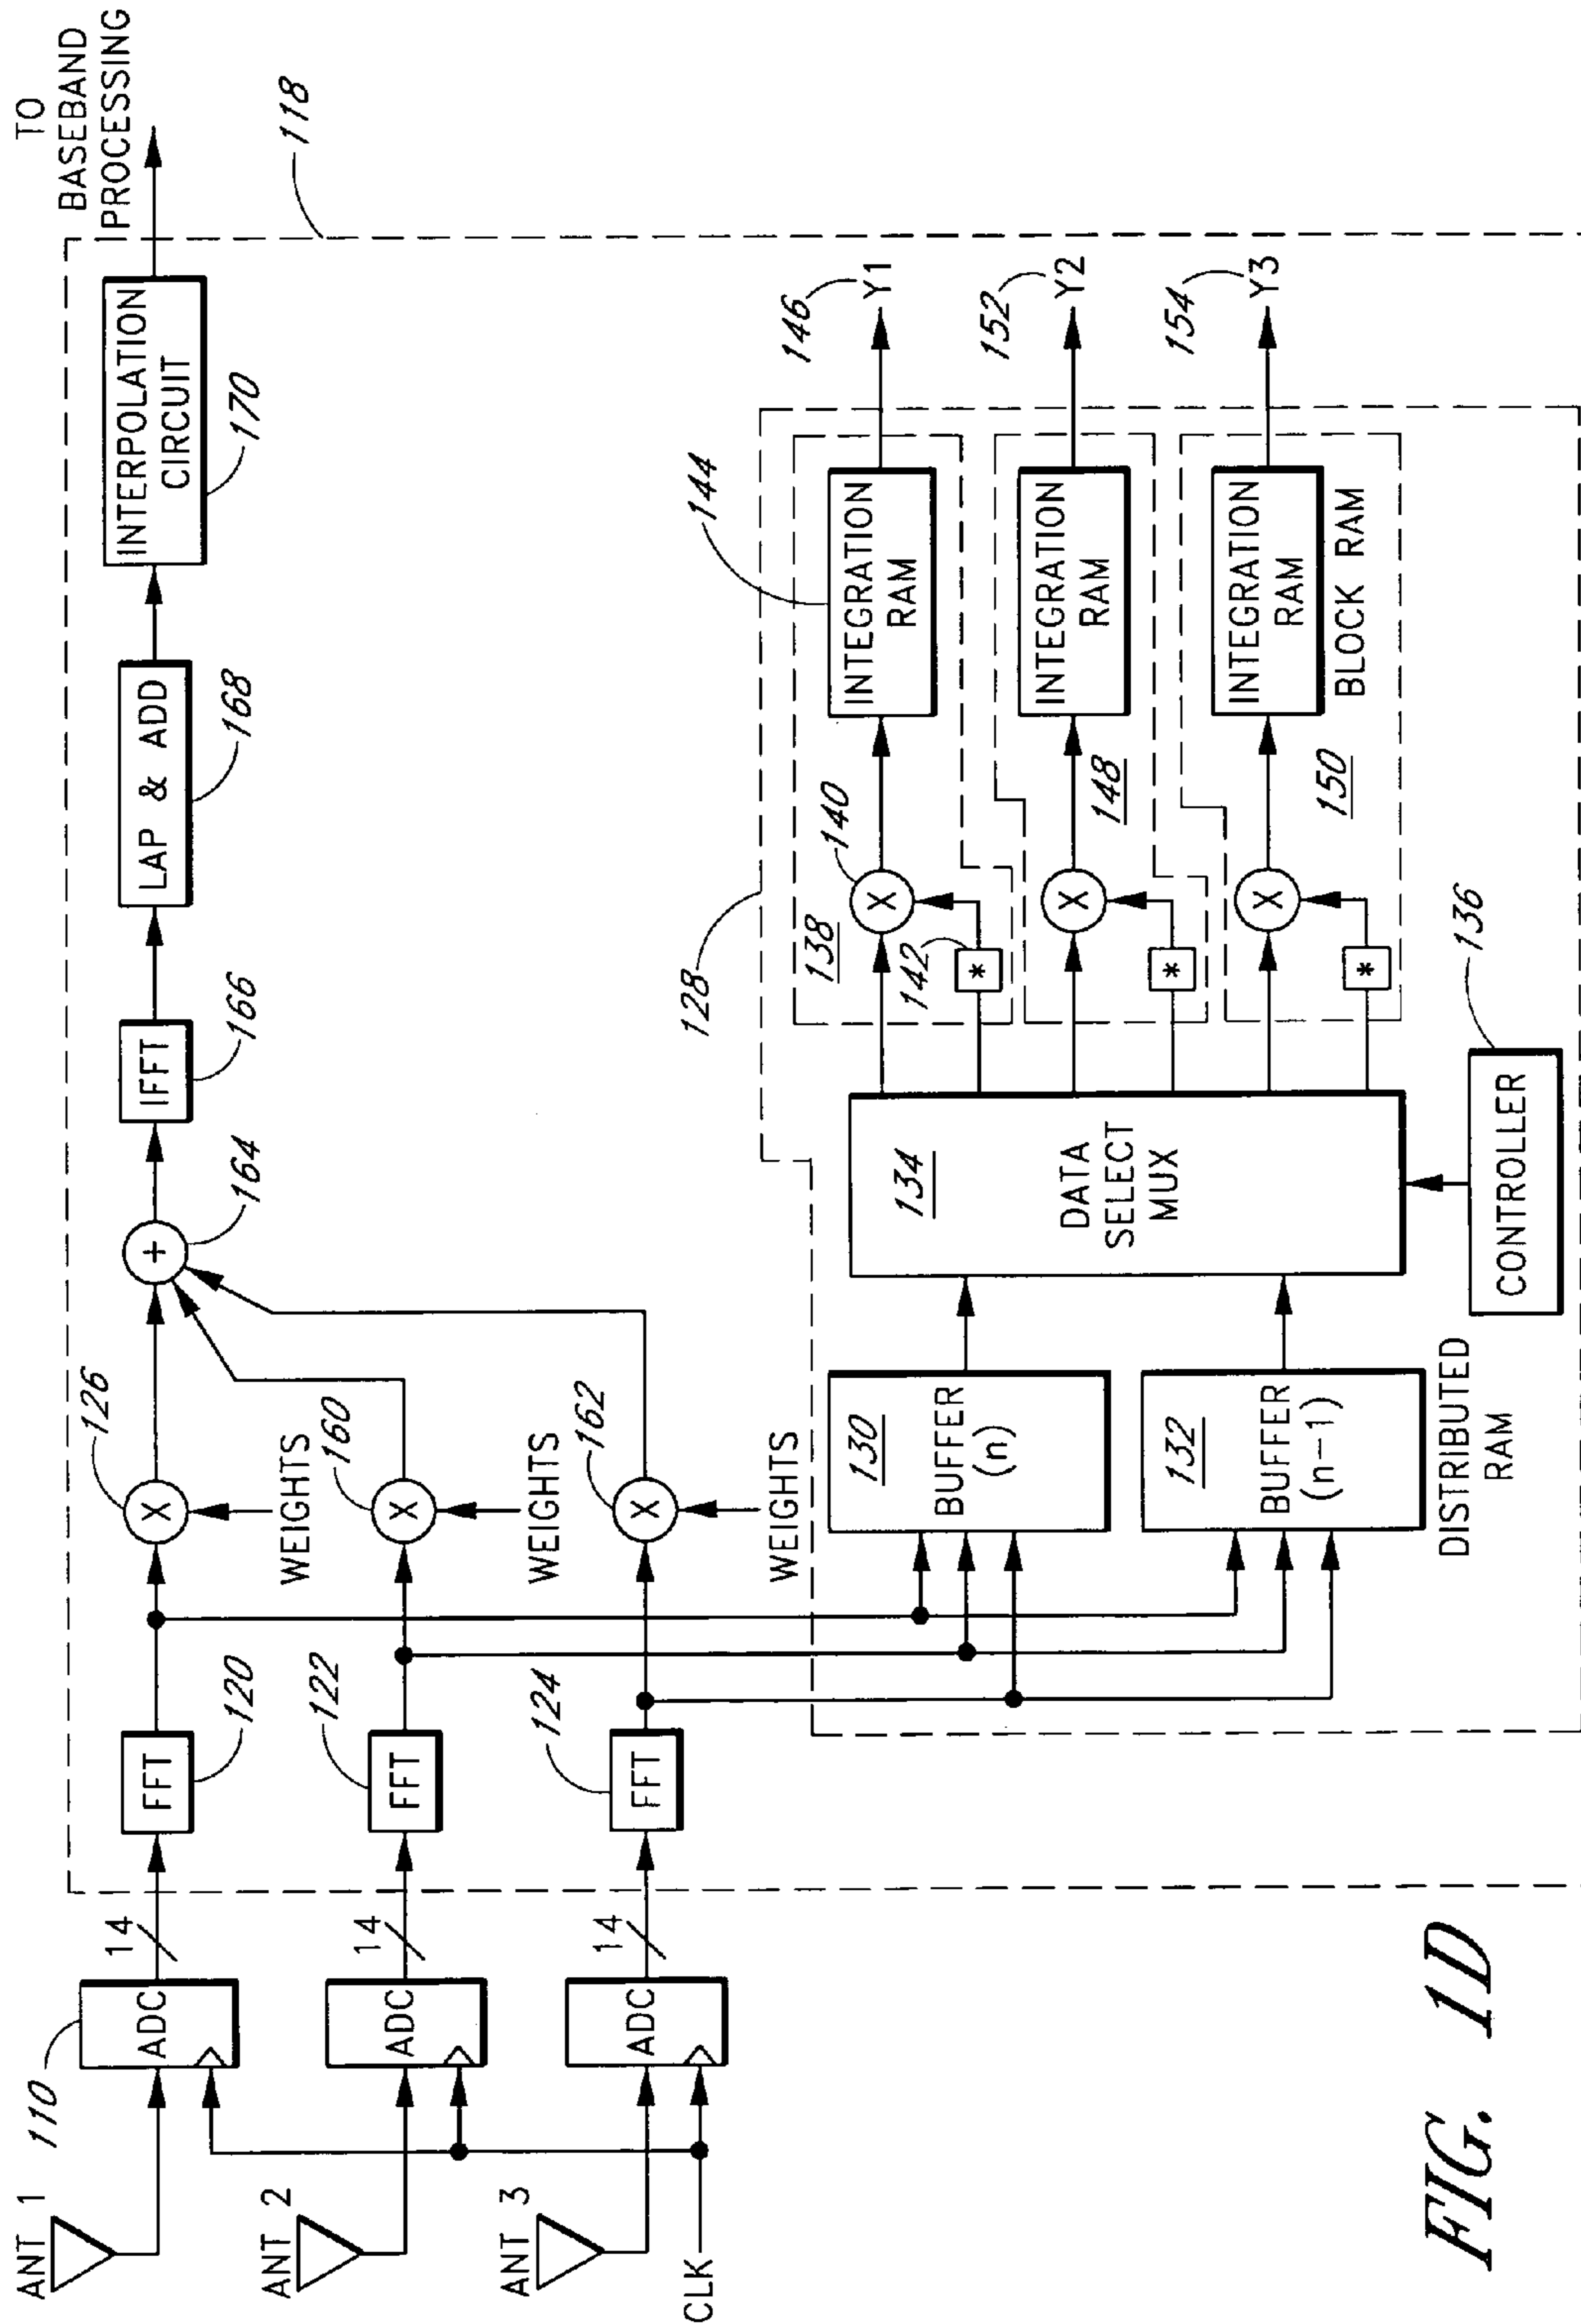 ANT 1
110
ADC
14
FFT
120
X
126
WEIGHTS
+
164
IFFT
166
LAP & ADD
168
INTERPOLATION
CIRCUIT
170
TO
BASEBAND
PROCESSING
118
ANT 2
ADC
14
FFT
122
X
160
WEIGHTS
ANT 3
CLK
ADC
14
FFT
124
X
162
WEIGHTS
128
130
BUFFER
(n)
132
BUFFER
(n-1)
DISTRIBUTED
RAM
134
DATA
SELECT
MUX
CONTROLLER
136
138
X
140
*
142
INTEGRATION
RAM
144
146
Y1
X
*
148
INTEGRATION
RAM
152
Y2
X
*
150
INTEGRATION
RAM
BLOCK RAM
154
Y3
FIG. 1D